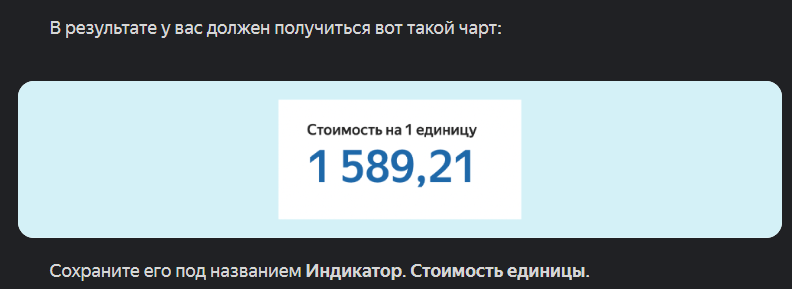 В результате у вас должен получиться вот такой чарт:
Стоимость на 1 единицу
1 589,21
Сохраните его под названием Индикатор. Стоимость единицы.